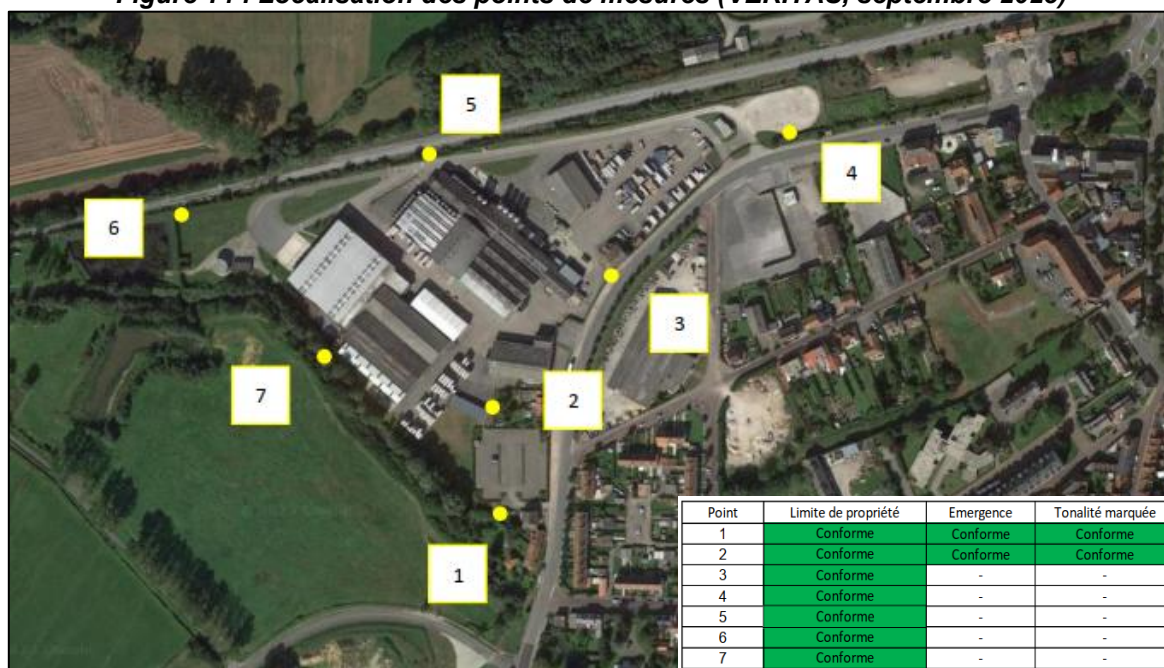 Figure : Localisation des points de mesures (VERITAS, septembre
5
4
6
3
7
2
1
Point Limite de propriété Emergence Tonalité marquée
1 Conforme Conforme Conforme
2 Conforme Conforme Conforme
3 Conforme - -
4 Conforme - -
5 Conforme - -
6 Conforme - -
7 Conforme - -